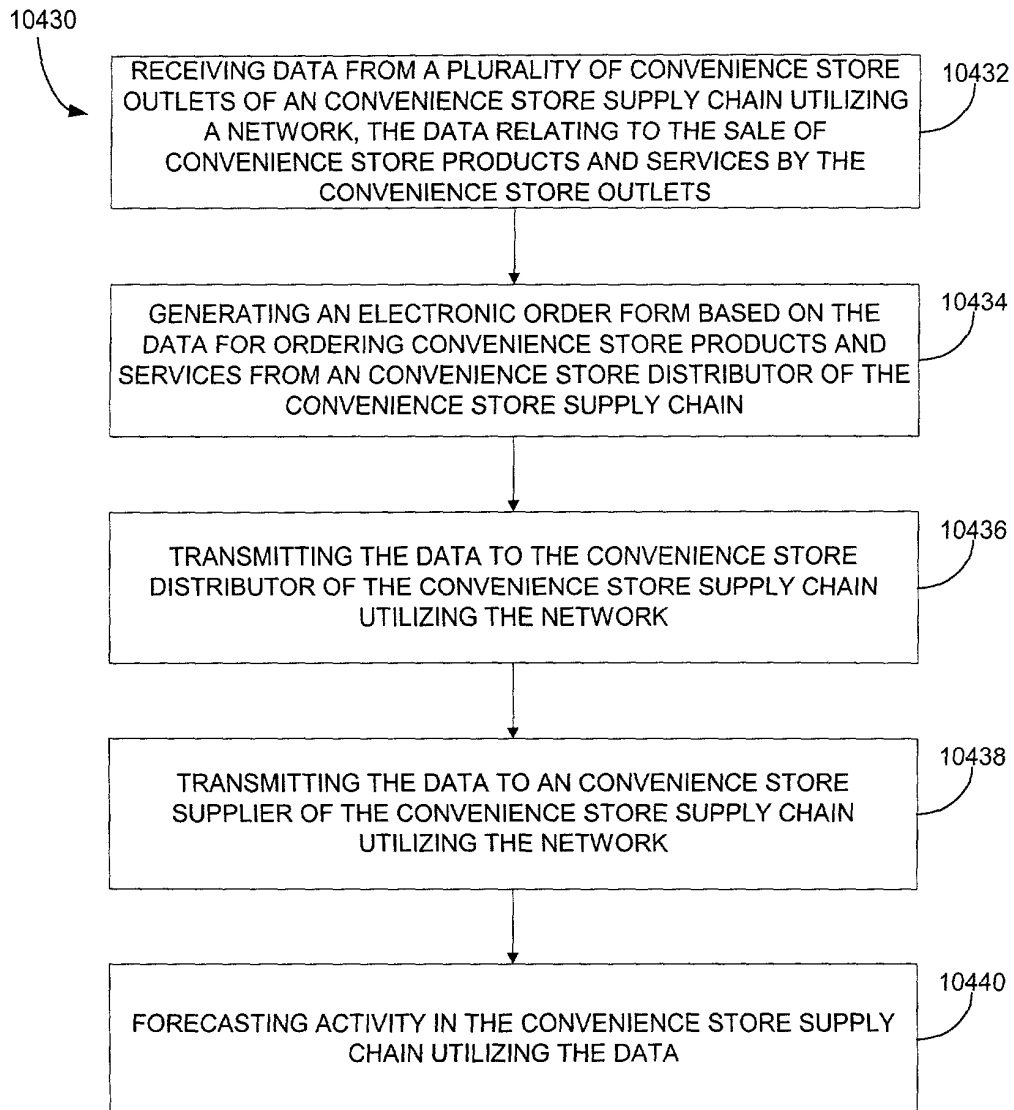 10430
RECEIVING DATA FROM A PLURALITY OF CONVENIENCE STORE
OUTLETS OF AN CONVENIENCE STORE SUPPLY CHAIN UTILIZING
A NETWORK, THE DATA RELATING TO THE SALE OF
CONVENIENCE STORE PRODUCTS AND SERVICES BY THE
CONVENIENCE STORE OUTLETS
10432
GENERATING AN ELECTRONIC ORDER FORM BASED ON THE
DATA FOR ORDERING CONVENIENCE STORE PRODUCTS AND
SERVICES FROM AN CONVENIENCE STORE DISTRIBUTOR OF THE
CONVENIENCE STORE SUPPLY CHAIN
10434
TRANSMITTING THE DATA TO THE CONVENIENCE STORE
DISTRIBUTOR OF THE CONVENIENCE STORE SUPPLY CHAIN
UTILIZING THE NETWORK
10436
TRANSMITTING THE DATA TO AN CONVENIENCE STORE
SUPPLIER OF THE CONVENIENCE STORE SUPPLY CHAIN
UTILIZING THE NETWORK
10438
FORECASTING ACTIVITY IN THE CONVENIENCE STORE SUPPLY
CHAIN UTILIZING THE DATA
10440